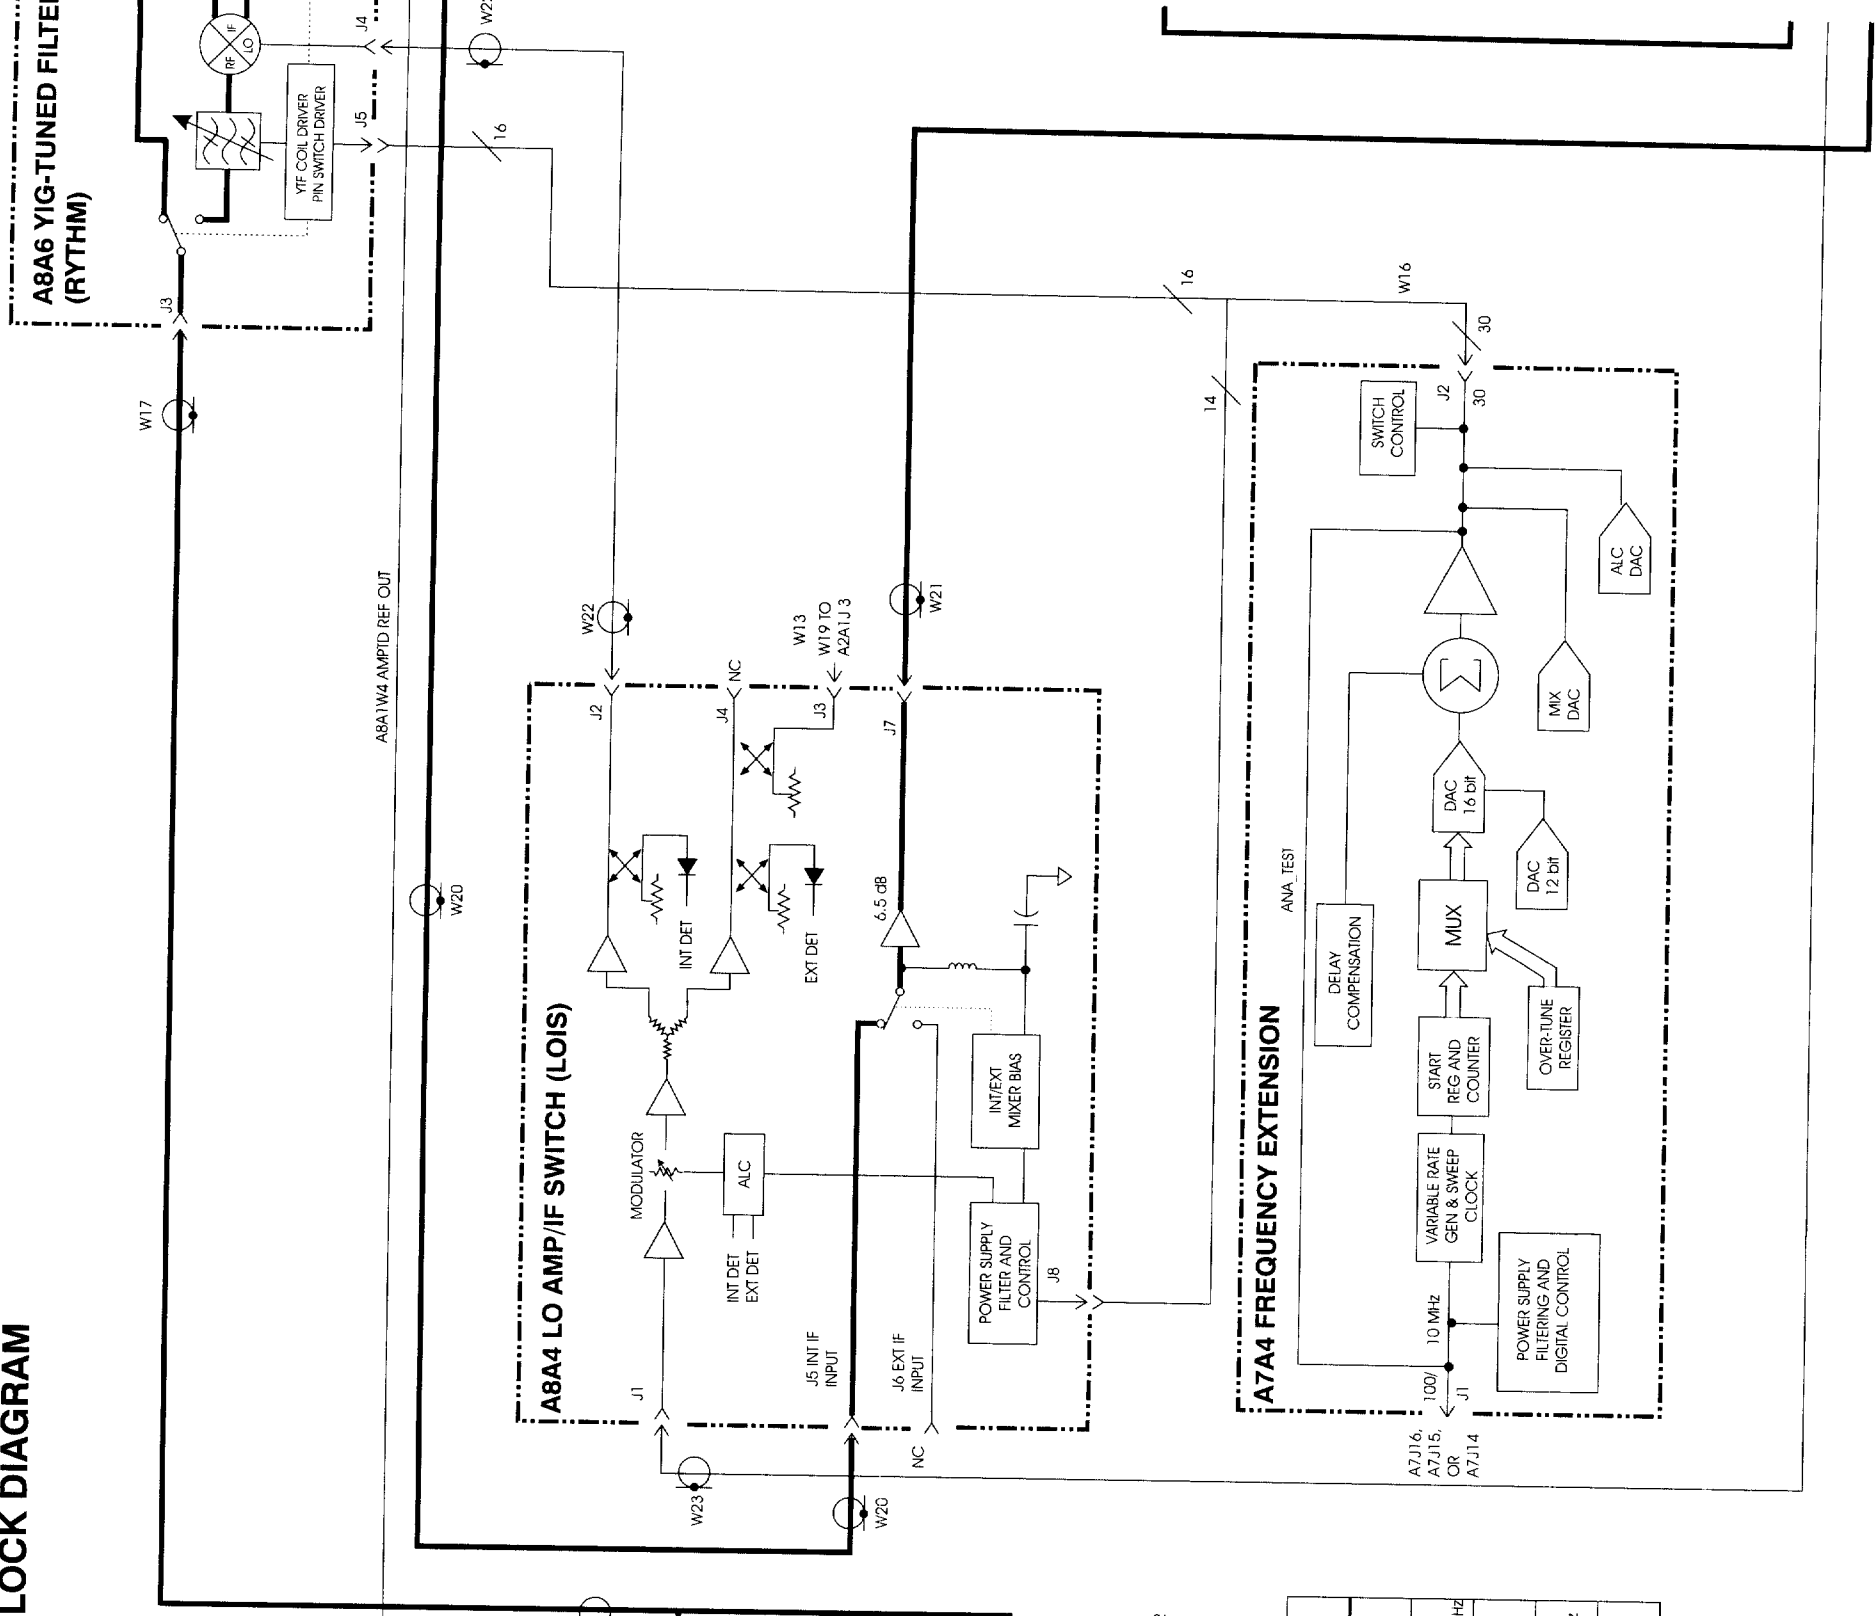 LOCK DIAGRAM
A8A6 YIG-TUNED FILTE
(RYTHM)
J3
RF
IF
LO
J4
YTF COIL DRIVER
PIN SWITCH DRIVER
J5
16
W17
A8A1W4 AMPTD REF OUT
W20
W22
16
W16
14
30
A8A4 LO AMP/IF SWITCH (LOIS)
J1
MODULATOR
INT DET
EXT DET
ALC
INT DET
EXT DET
J2
J4
NC
J3
W13
W19 TO
A2A1J 3
J7
W21
6.5 dB
J5 INT IF
INPUT
J6 EXT IF
INPUT
NC
INT/EXT
MIXER BIAS
POWER SUPPLY
FILTER AND
CONTROL
J8
W23
W20
A7A4 FREQUENCY EXTENSION
ANA_TEST
DELAY
COMPENSATION
SWITCH
CONTROL
J2
30
A7J16,
A7J15,
OR
A7J14
100/
J1
10 MHz
VARIABLE RATE
GEN & SWEEP
CLOCK
START
REG AND
COUNTER
MUX
DAC
16 bit
Σ
POWER SUPPLY
FILTERING AND
DIGITAL CONTROL
OVER-TUNE
REGISTER
DAC
12 bit
MIX
DAC
ALC
DAC